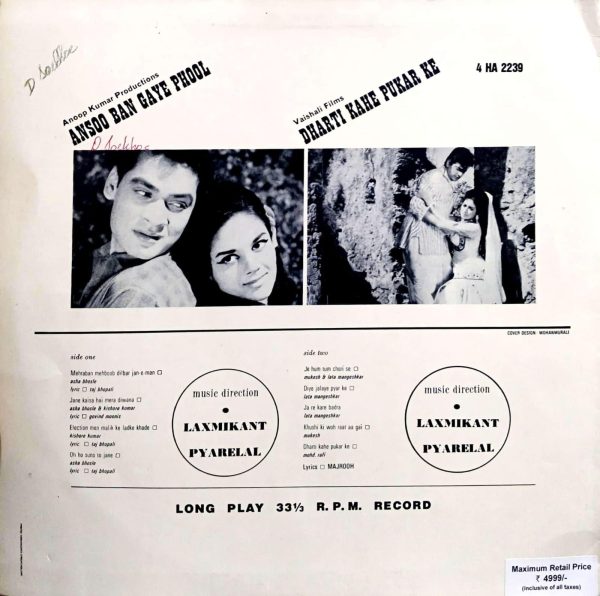 D Sarkhoe
Anoop Kumar Productions
ANSOO BAN GAYE PHOOL
Vaishali Films
DHARTI KAHE PUKAR KE
4 HA 2239
COVER DESIGN MOHANMURALI
side one
Mehraban mehboob dilbar jan-e-man □
asha bhosle
lyric □ taj bhopali
Jane kaisa hai mera diwana □
asha bhosle & kishore kumar
lyric □ govind moonis
Election men malik ke ladke khade □
kishore kumar
lyric □ taj bhopali
Oh ho suno to jane □
asha bhosle
lyric □ taj bhopali
music direction
LAXMIKANT
PYARELAL
side two
Je hum tum chori se □
mukesh & lata mangeshkar
Diye jalaye pyar ke □
lata mangeshkar
Ja re kare badra
lata mangeshkar
Khushi ki woh raat aa gai □
mukesh
Dharti kahe pukar ke □
mohd. rafi
Lyrics □ MAJROOH
music direction
LAXMIKANT
PYARELAL
LONG PLAY 33⅓ R.P.M. RECORD
Maximum Retail Price
₹ 4999/-
(inclusive of all taxes)